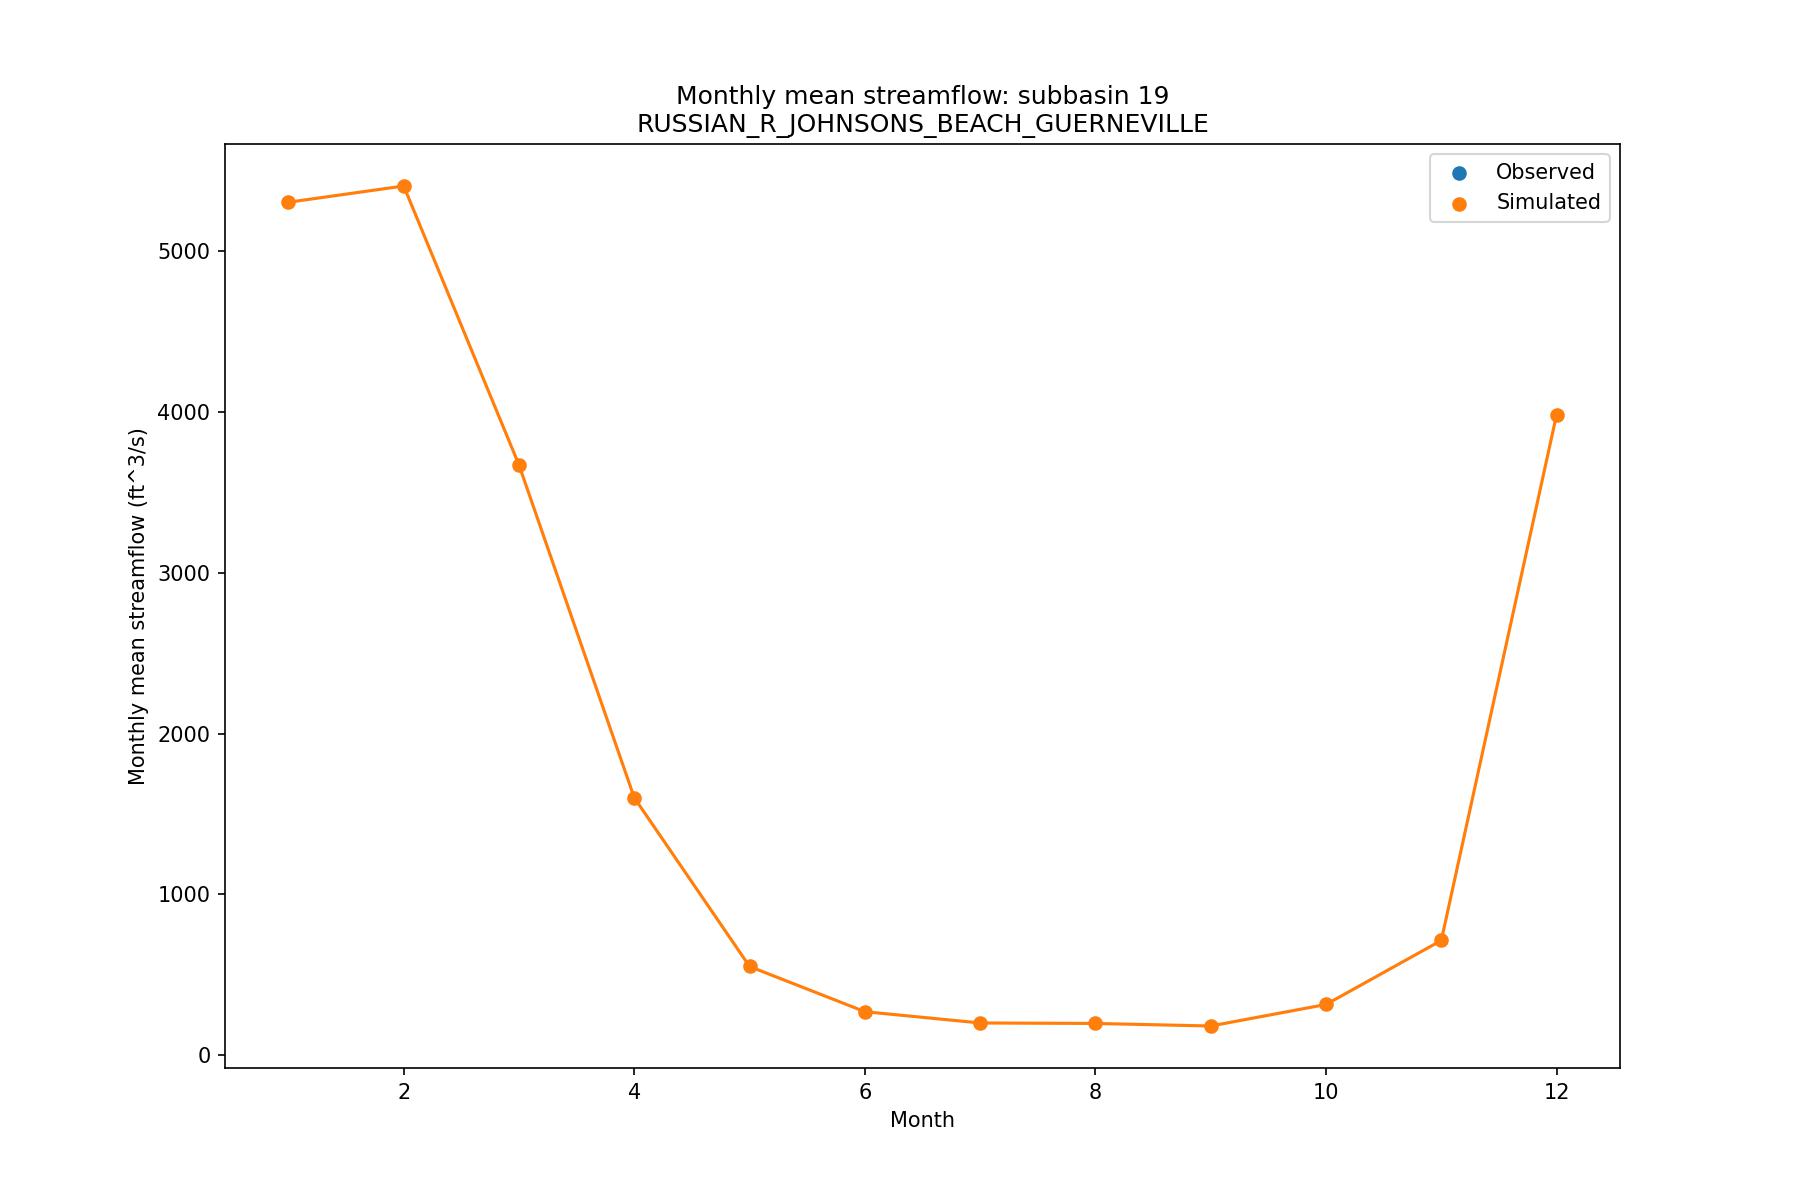 Monthly mean streamflow: subbasin 19
RUSSIAN_R_JOHNSONS_BEACH_GUERNEVILLE
Observed
Simulated
Monthly mean streamflow (ft^3/s)
5000
4000
3000
2000
1000
0
2 4 6 8 10 12
Month